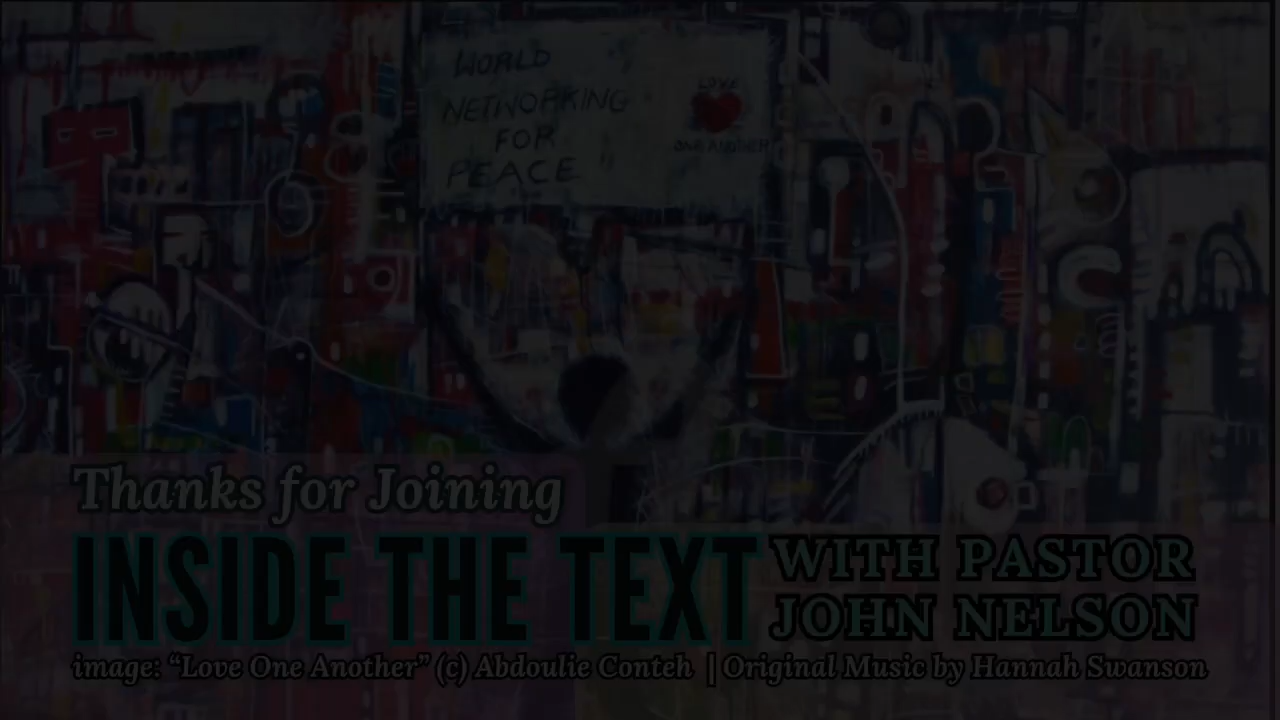 WORLD
NETWORKING
FOR
PEACE
LOVE
ONE ANOTHER
Thanks for Joining
INSIDE THE TEXT
WITH PASTOR
JOHN NELSON
image: “Love One Another” (c) Abdoulie Conteh | Original Music by Hannah Swanson